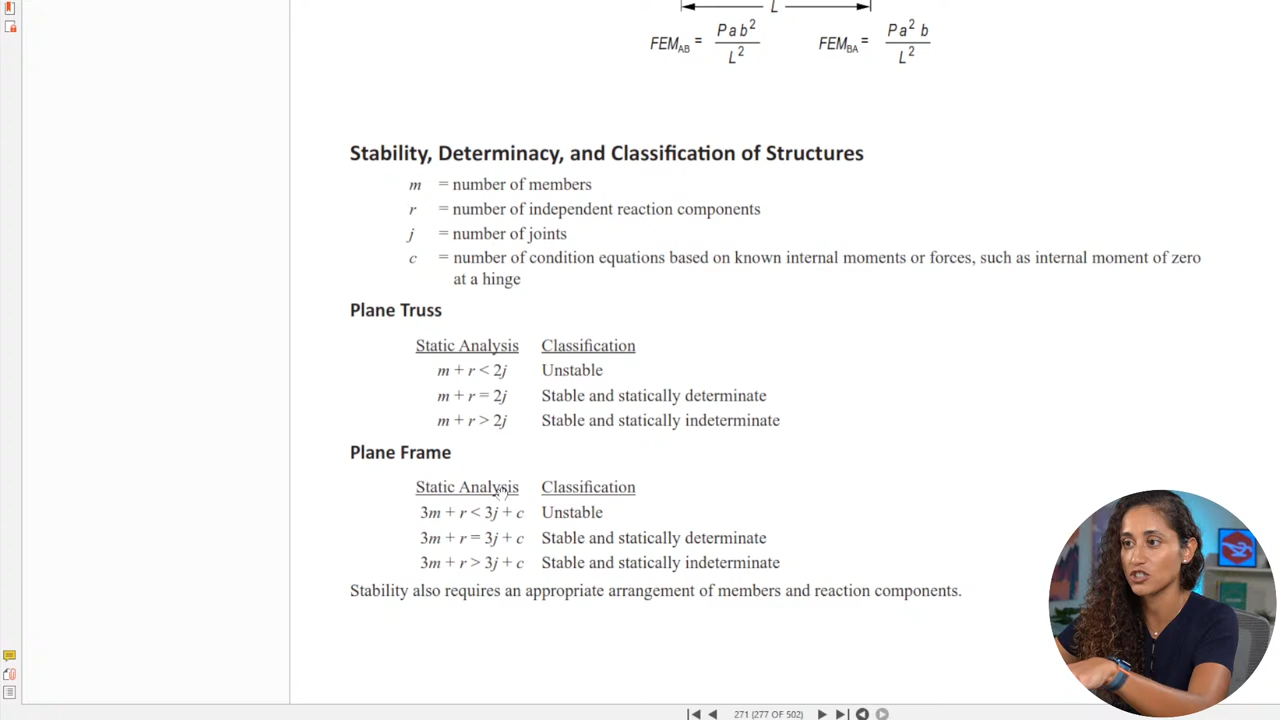 L
FEM_AB = P a b² / L² FEM_BA = P a² b / L²
Stability, Determinacy, and Classification of Structures
m = number of members
r = number of independent reaction components
j = number of joints
c = number of condition equations based on known internal moments or forces, such as internal moment of zero
at a hinge
Plane Truss
Static Analysis Classification
m + r < 2j Unstable
m + r = 2j Stable and statically determinate
m + r > 2j Stable and statically indeterminate
Plane Frame
Static Analysis Classification
3m + r < 3j + c Unstable
3m + r = 3j + c Stable and statically determinate
3m + r > 3j + c Stable and statically indeterminate
Stability also requires an appropriate arrangement of members and reaction components.
271 (277 OF 502)